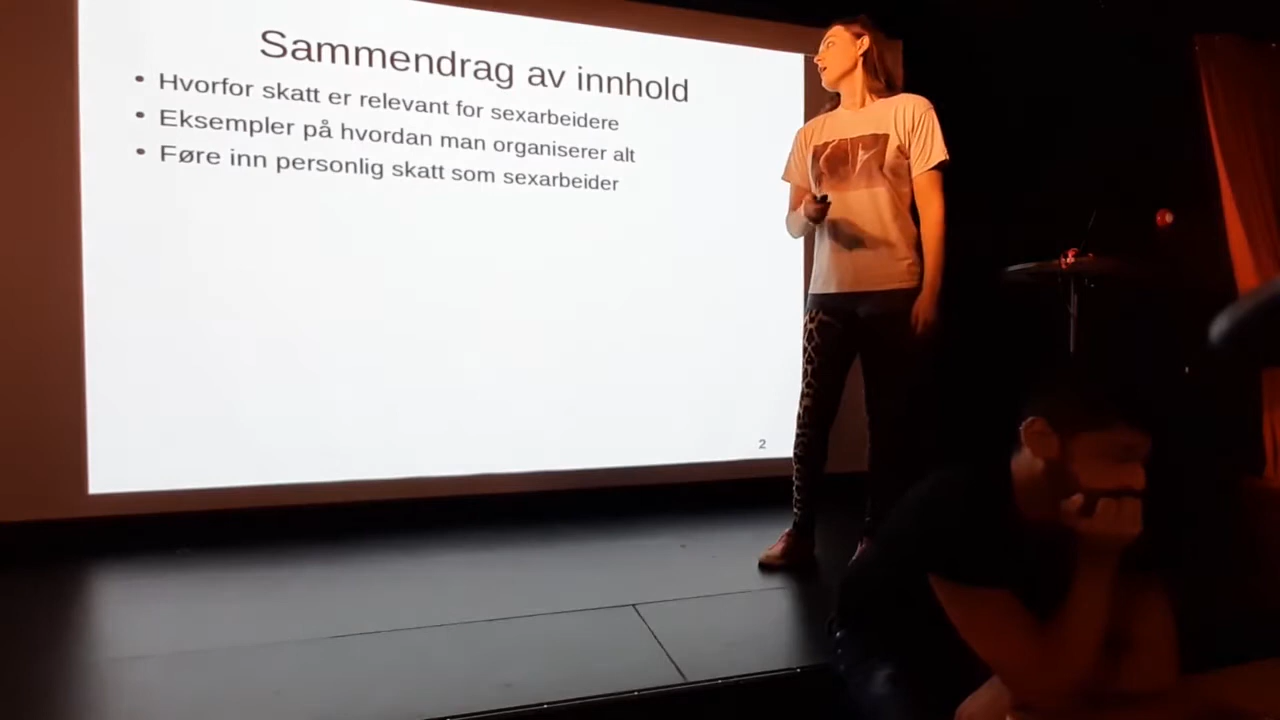 Sammendrag av innhold
• Hvorfor skatt er relevant for sexarbeidere
• Eksempler på hvordan man organiserer alt
• Føre inn personlig skatt som sexarbeider
2